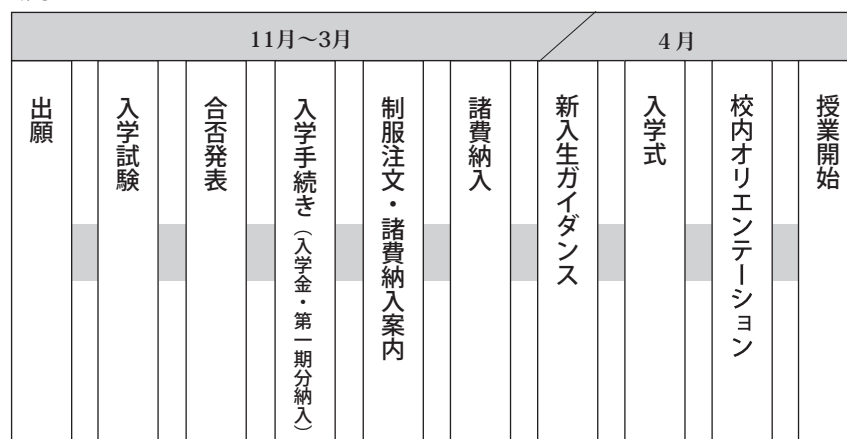 11月～3月
4月
出願
入学試験
合否発表
入学手続き（入学金・第一期分納入）
制服注文・諸費納入案内
諸費納入
新入生ガイダンス
入学式
校内オリエンテーション
授業開始